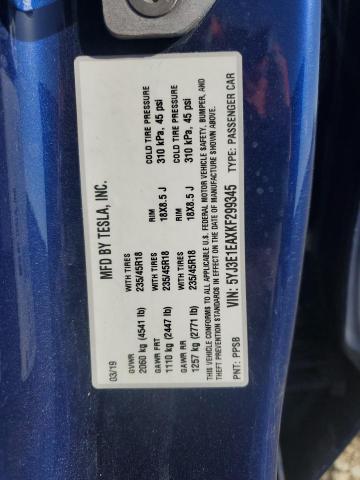 MFD BY TESLA, INC.
03/19
GVWR
2060 kg (4541 lb)
GAWR FRT WITH TIRES RIM COLD TIRE PRESSURE
1110 kg (2447 lb) 235/45R18 18X8.5 J 310 kPa, 45 psi
GAWR RR WITH TIRES RIM COLD TIRE PRESSURE
1257 kg (2771 lb) 235/45R18 18X8.5 J 310 kPa, 45 psi
THIS VEHICLE CONFORMS TO ALL APPLICABLE U.S. FEDERAL MOTOR VEHICLE SAFETY, BUMPER, AND
THEFT PREVENTION STANDARDS IN EFFECT ON THE DATE OF MANUFACTURE SHOWN ABOVE.
VIN: 5YJ3E1EAXKF299345
PNT: PPSB TYPE: PASSENGER CAR